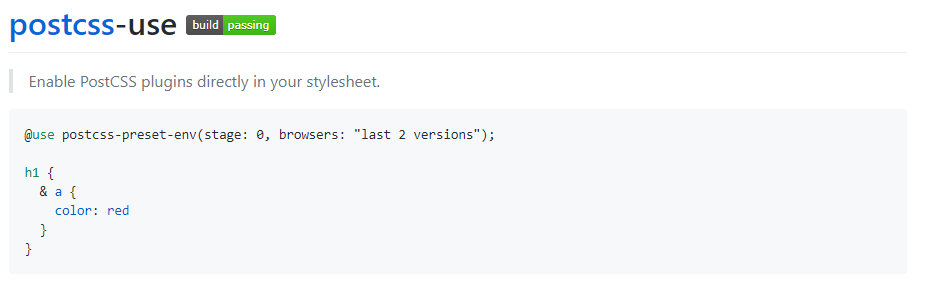 postcss-use build passing
Enable PostCSS plugins directly in your stylesheet.
@use postcss-preset-env(stage: 0, browsers: "last 2 versions");
h1 {
  & a {
    color: red
  }
}